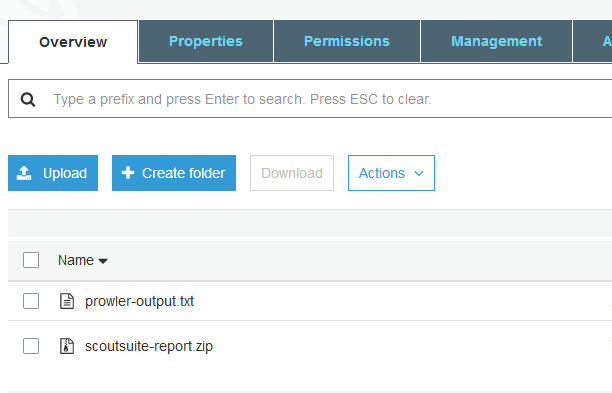 Overview Properties Permissions Management A
Type a prefix and press Enter to search. Press ESC to clear.
Upload Create folder Download Actions
Name
prowler-output.txt
scoutsuite-report.zip